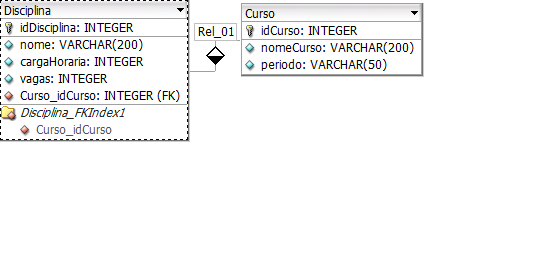 Disciplina
idDisciplina: INTEGER
nome: VARCHAR(200)
cargaHoraria: INTEGER
vagas: INTEGER
Curso_idCurso: INTEGER (FK)
Disciplina_FKIndex1
Curso_idCurso
Rel_01
Curso
idCurso: INTEGER
nomeCurso: VARCHAR(200)
periodo: VARCHAR(50)